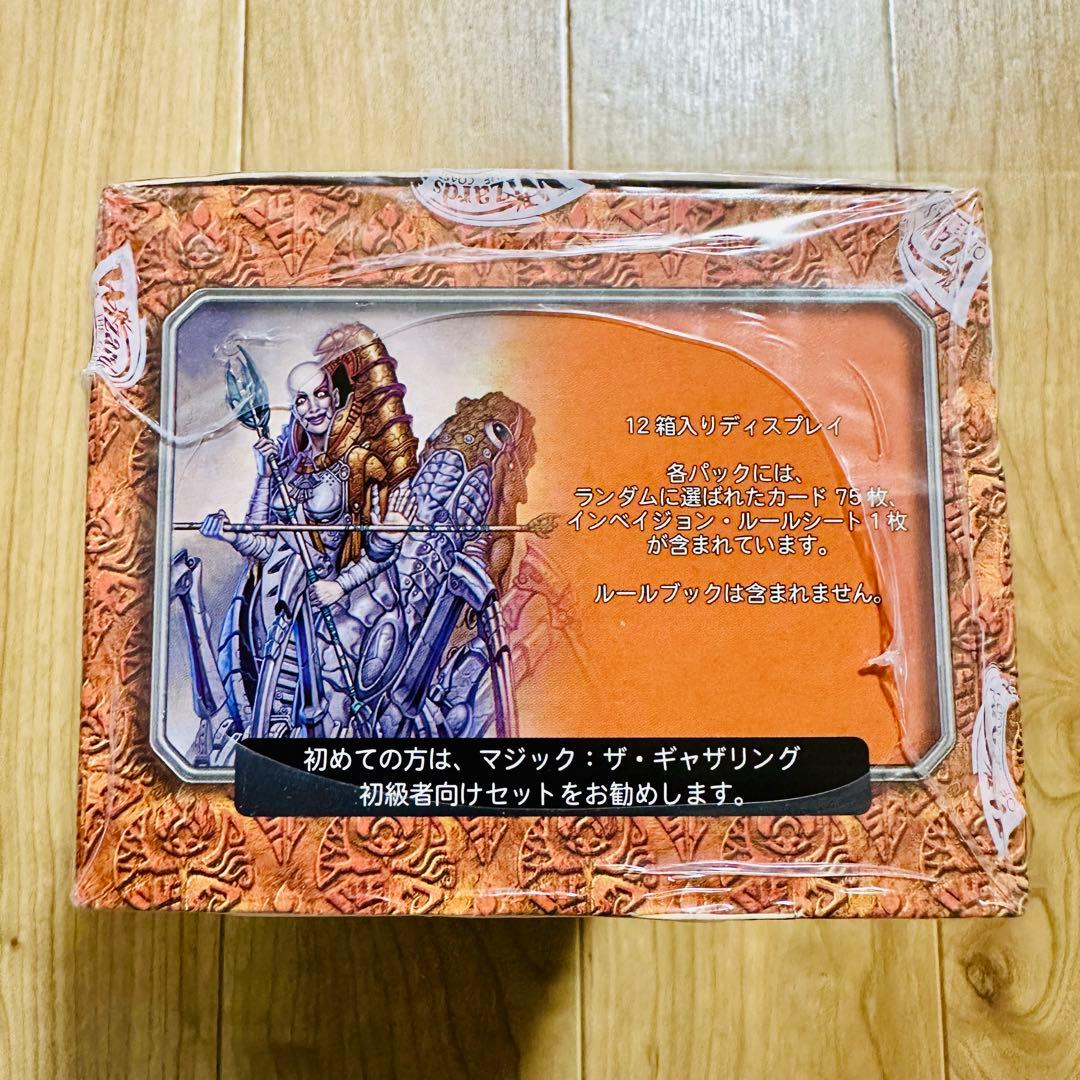 Wizards
12箱入りディスプレイ
各パックには、
ランダムに選ばれたカード 75枚、
インベイジョン・ルールシート 1枚
が含まれています。
ルールブックは含まれません。
初めての方は、マジック：ザ・ギャザリング
初級者向けセットをお勧めします。